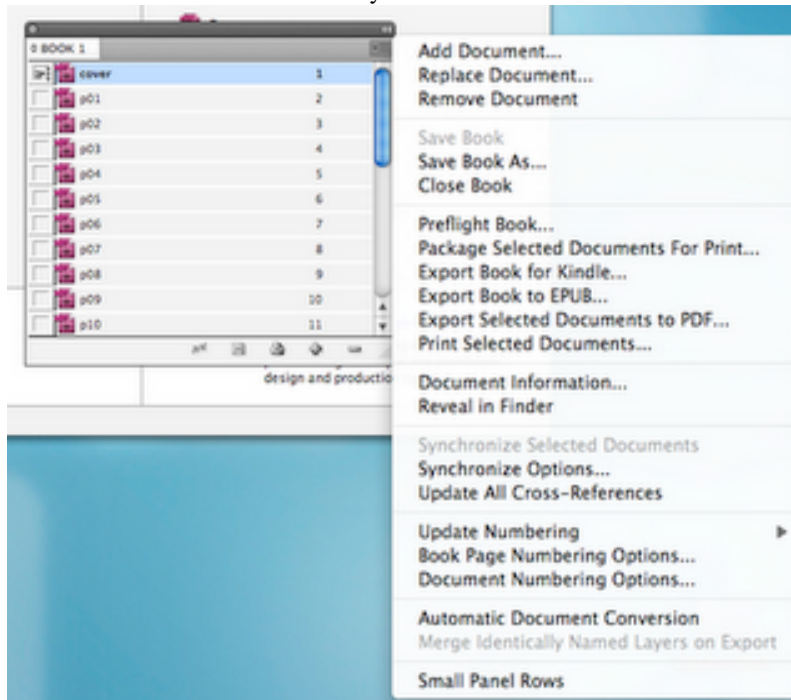 BOOK 1
cover 1
p01 2
p02 3
p03 4
p04 5
p05 6
p06 7
p07 8
p08 9
p09 10
p10 11
design and productio
Add Document...
Replace Document...
Remove Document
Save Book
Save Book As...
Close Book
Preflight Book...
Package Selected Documents For Print...
Export Book for Kindle...
Export Book to EPUB...
Export Selected Documents to PDF...
Print Selected Documents...
Document Information...
Reveal in Finder
Synchronize Selected Documents
Synchronize Options...
Update All Cross-References
Update Numbering
Book Page Numbering Options...
Document Numbering Options...
Automatic Document Conversion
Merge Identically Named Layers on Export
Small Panel Rows